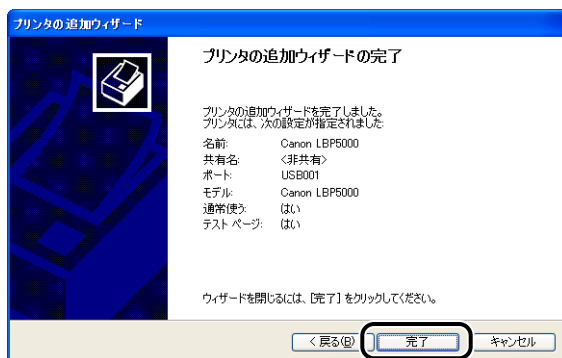 プリンタの追加ウィザード
プリンタの追加ウィザードの完了
プリンタの追加ウィザードを完了しました。
プリンタには、次の設定が指定されました:
名前: Canon LBP5000
共有名: <非共有>
ポート: USB001
モデル: Canon LBP5000
通常使う: はい
テスト ページ: はい
ウィザードを閉じるには、[完了] をクリックしてください。
< 戻る(B) 完了 キャンセル